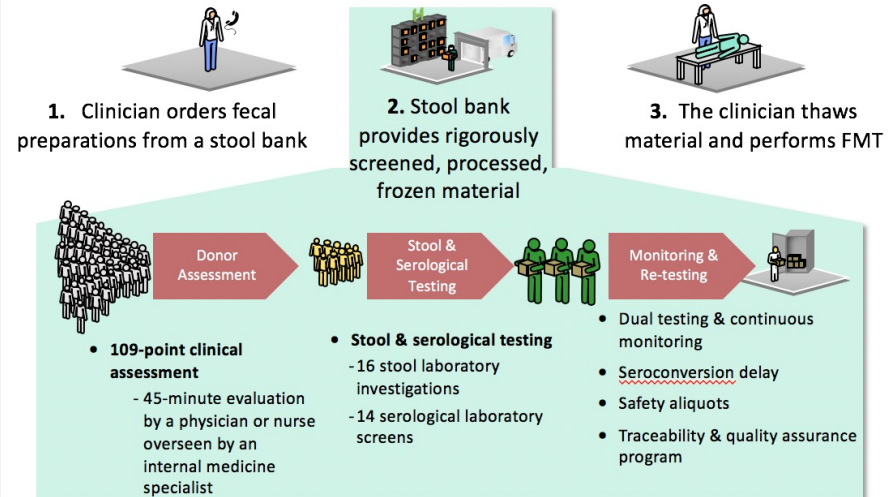 1. Clinician orders fecal
preparations from a stool bank
2. Stool bank
provides rigorously
screened, processed,
frozen material
3. The clinician thaws
material and performs FMT
Donor
Assessment
Stool &
Serological
Testing
Monitoring &
Re-testing
• 109-point clinical
assessment
- 45-minute evaluation
by a physician or nurse
overseen by an
internal medicine
specialist
• Stool & serological testing
- 16 stool laboratory
investigations
- 14 serological laboratory
screens
• Dual testing & continuous
monitoring
• Seroconversion delay
• Safety aliquots
• Traceability & quality assurance
program